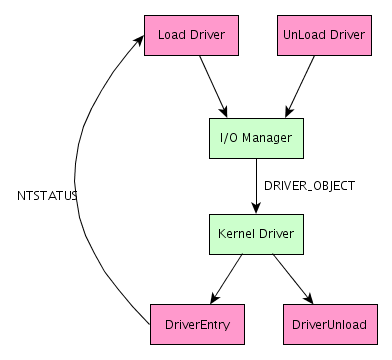 Load Driver
UnLoad Driver
I/O Manager
DRIVER_OBJECT
NTSTATUS
Kernel Driver
DriverEntry
DriverUnload